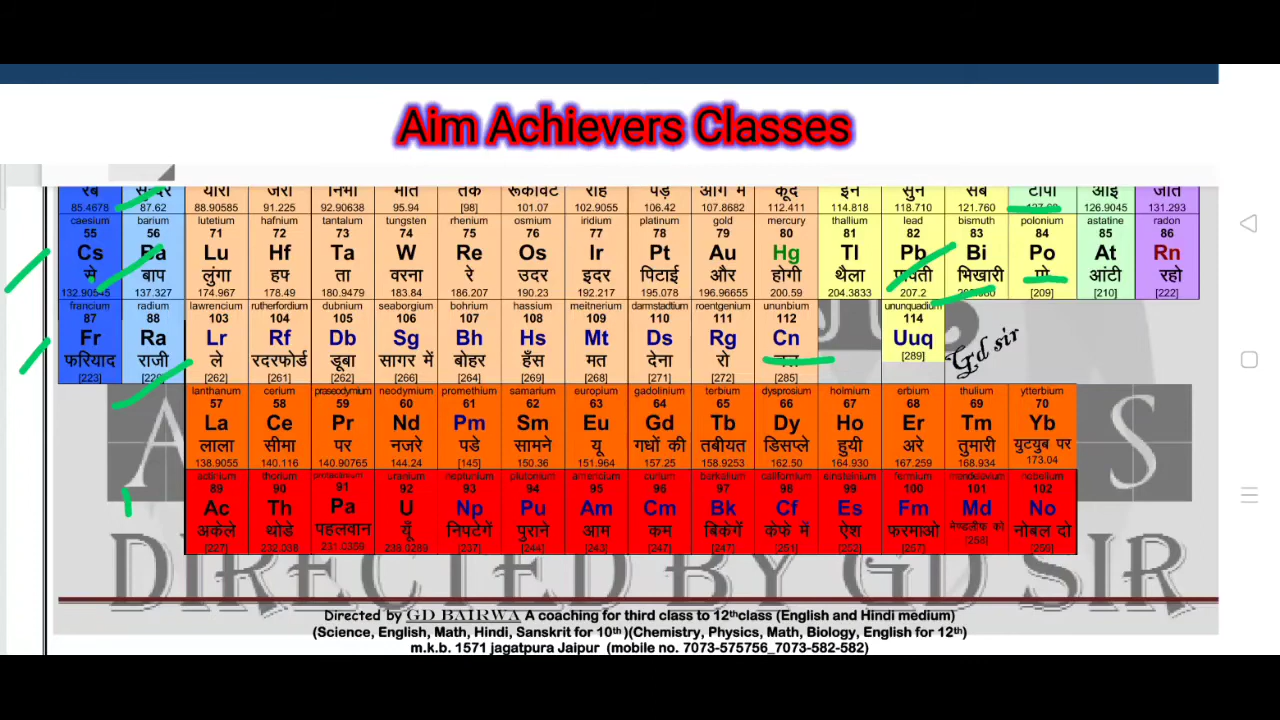 Aim Achievers Classes
85.4678 87.62 88.90585 91.225 92.90638 95.94 [98] 101.07 102.9055 106.42 107.8682 112.411 114.818 118.710 121.760 126.9045 131.293
caesium barium lutetium hafnium tantalum tungsten rhenium osmium iridium platinum gold mercury thallium lead bismuth polonium astatine radon
55 56 71 72 73 74 75 76 77 78 79 80 81 82 83 84 85 86
Cs Ba Lu Hf Ta W Re Os Ir Pt Au Hg Tl Pb Bi Po At Rn
से बाप लुंगा हफ ता वरना रे उदर इदर पिटाई और होगी थैला भिखारी पो आंटी रहो
132.90545 137.327 174.967 178.49 180.9479 183.84 186.207 190.23 192.217 195.078 196.96655 200.59 204.3833 207.2 [209] [210] [222]
francium radium lawrencium rutherfordium dubnium seaborgium bohrium hassium meitnerium darmstadtium roentgenium ununbium ununquadium
87 88 103 104 105 106 107 108 109 110 111 112 114
Fr Ra Lr Rf Db Sg Bh Hs Mt Ds Rg Cn Uuq
फरियाद राजी ले रदरफोर्ड डूबा सागर में बोहर हँस मत देना रो
[223] [262] [261] [262] [266] [264] [269] [268] [271] [272] [285] [289]
Gd sir
lanthanum cerium praseodymium neodymium promethium samarium europium gadolinium terbium dysprosium holmium erbium thulium ytterbium
57 58 59 60 61 62 63 64 65 66 67 68 69 70
La Ce Pr Nd Pm Sm Eu Gd Tb Dy Ho Er Tm Yb
लाला सीमा पर नजरे पडे सामने यू गधों की तबीयत डिसप्ले हुयी अरे तुमारी युटयुब पर
138.9055 140.116 140.90765 144.24 [145] 150.36 151.964 157.25 158.9253 162.50 164.930 167.259 168.934 173.04
actinium thorium protactinium uranium neptunium plutonium americium curium berkelium californium einsteinium fermium mendelevium nobelium
89 90 91 92 93 94 95 96 97 98 99 100 101 102
Ac Th Pa U Np Pu Am Cm Bk Cf Es Fm Md No
अकेले थोडे पहलवान यूँ निपटेगें पुराने आम कम बिकेगें केफे में ऐश फरमाओ मेण्डलीफ को नोबल दो
[227] 232.038 231.0359 238.0289 [237] [244] [243] [247] [247] [251] [252] [257] [258] [259]
DIRECTED BY GD SIR
Directed by GD BAIRWA A coaching for third class to 12thclass (English and Hindi medium)
(Science, English, Math, Hindi, Sanskrit for 10th )(Chemistry, Physics, Math, Biology, English for 12th)
m.k.b. 1571 jagatpura Jaipur (mobile no. 7073-575756_7073-582-582)